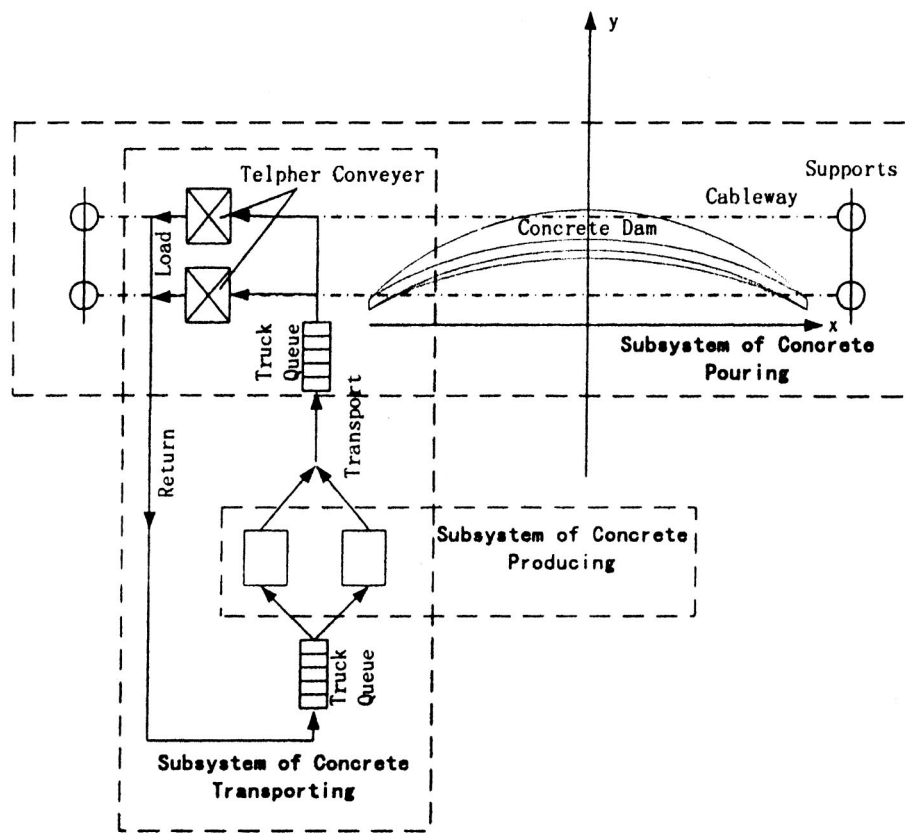 y
Telpher Conveyer
Supports
Cableway
Concrete Dam
Load
x
Truck
Queue
Subsystem of Concrete
Pouring
Transport
Return
Subsystem of Concrete
Producing
Truck
Queue
Subsystem of Concrete
Transporting